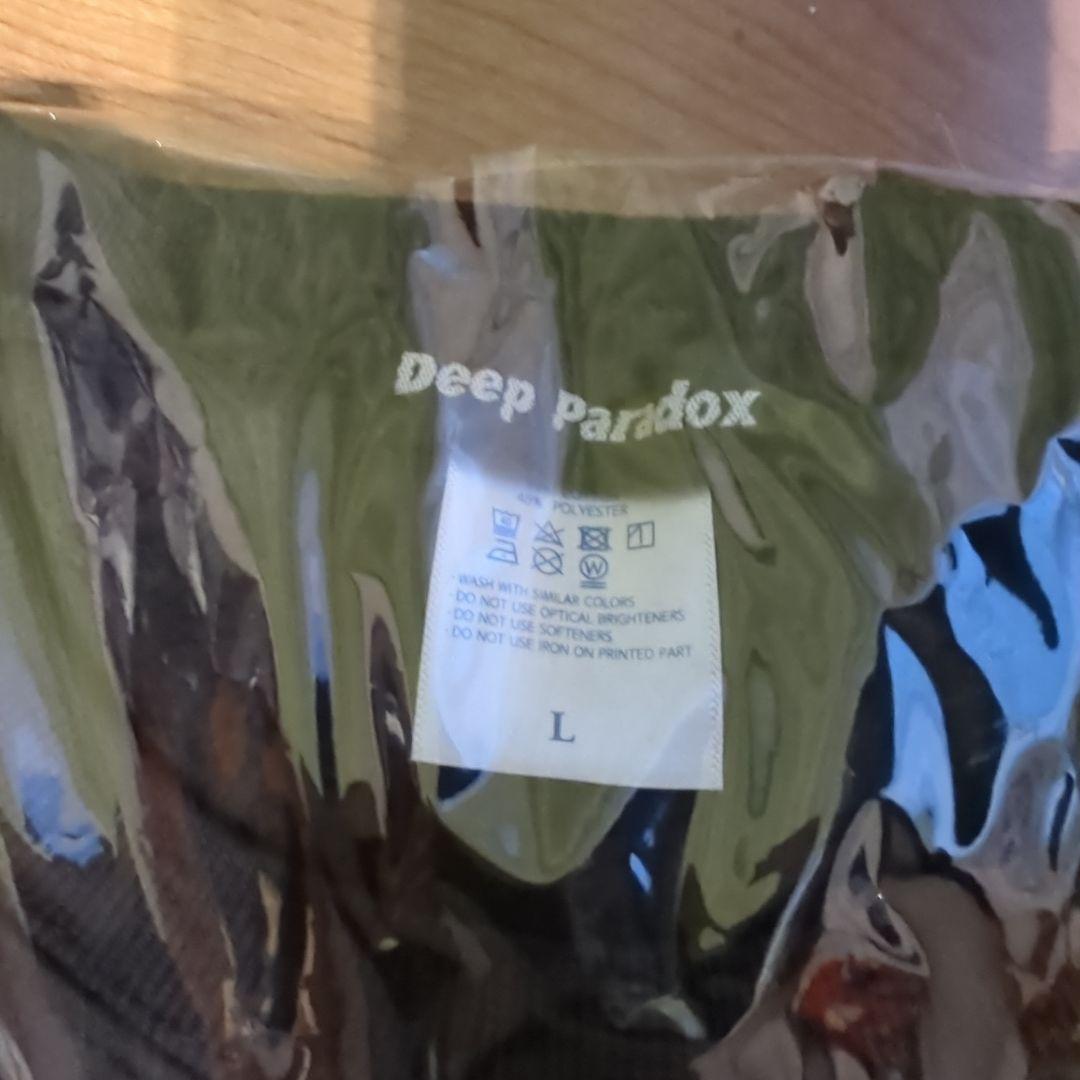 Deep paradox
POLYESTER
40
W
· WASH WITH SIMILAR COLORS
· DO NOT USE OPTICAL BRIGHTENERS
· DO NOT USE SOFTENERS
· DO NOT USE IRON ON PRINTED PART
L